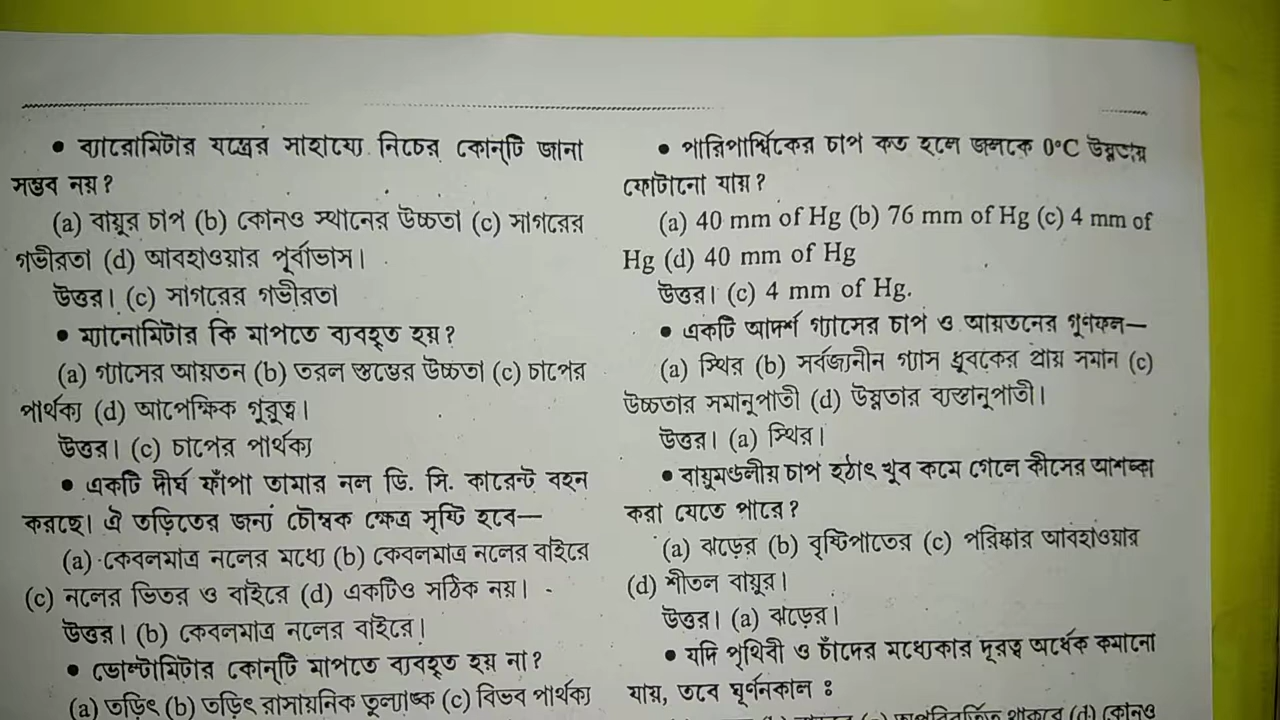 • ব্যারোমিটার যন্ত্রের সাহায্যে নিচের কোন্‌টি জানা
সম্ভব নয়?
(a) বায়ুর চাপ (b) কোনও স্থানের উচ্চতা (c) সাগরের
গভীরতা (d) আবহাওয়ার পূর্বাভাস।
উত্তর। (c) সাগরের গভীরতা
• ম্যানোমিটার কি মাপতে ব্যবহৃত হয়?
(a) গ্যাসের আয়তন (b) তরল স্তম্ভের উচ্চতা (c) চাপের
পার্থক্য (d) আপেক্ষিক গুরুত্ব।
উত্তর। (c) চাপের পার্থক্য
• একটি দীর্ঘ ফাঁপা তামার নল ডি. সি. কারেন্ট বহন
করছে। ঐ তড়িতের জন্য চৌম্বক ক্ষেত্র সৃষ্টি হবে—
(a) কেবলমাত্র নলের মধ্যে (b) কেবলমাত্র নলের বাইরে
(c) নলের ভিতর ও বাইরে (d) একটিও সঠিক নয়।
উত্তর। (b) কেবলমাত্র নলের বাইরে।
• ভোল্টামিটার কোন্‌টি মাপতে ব্যবহৃত হয় না?
(a) তড়িৎ (b) তড়িৎ রাসায়নিক তুল্যাঙ্ক (c) বিভব পার্থক্য
• পারিপার্শ্বিকের চাপ কত হলে জলকে 0°C উষ্ণতায়
ফোটানো যায়?
(a) 40 mm of Hg (b) 76 mm of Hg (c) 4 mm of
Hg (d) 40 mm of Hg
উত্তর। (c) 4 mm of Hg.
• একটি আদর্শ গ্যাসের চাপ ও আয়তনের গুণফল—
(a) স্থির (b) সর্বজনীন গ্যাস ধ্রুবকের প্রায় সমান (c)
উচ্চতার সমানুপাতী (d) উষ্ণতার ব্যস্তানুপাতী।
উত্তর। (a) স্থির।
• বায়ুমণ্ডলীয় চাপ হঠাৎ খুব কমে গেলে কীসের আশঙ্কা
করা যেতে পারে?
(a) ঝড়ের (b) বৃষ্টিপাতের (c) পরিষ্কার আবহাওয়ার
(d) শীতল বায়ুর।
উত্তর। (a) ঝড়ের।
• যদি পৃথিবী ও চাঁদের মধ্যেকার দূরত্ব অর্ধেক কমানো
যায়, তবে ঘূর্ণনকাল ঃ
অপরিবর্তিত থাকবে (d) কোনও